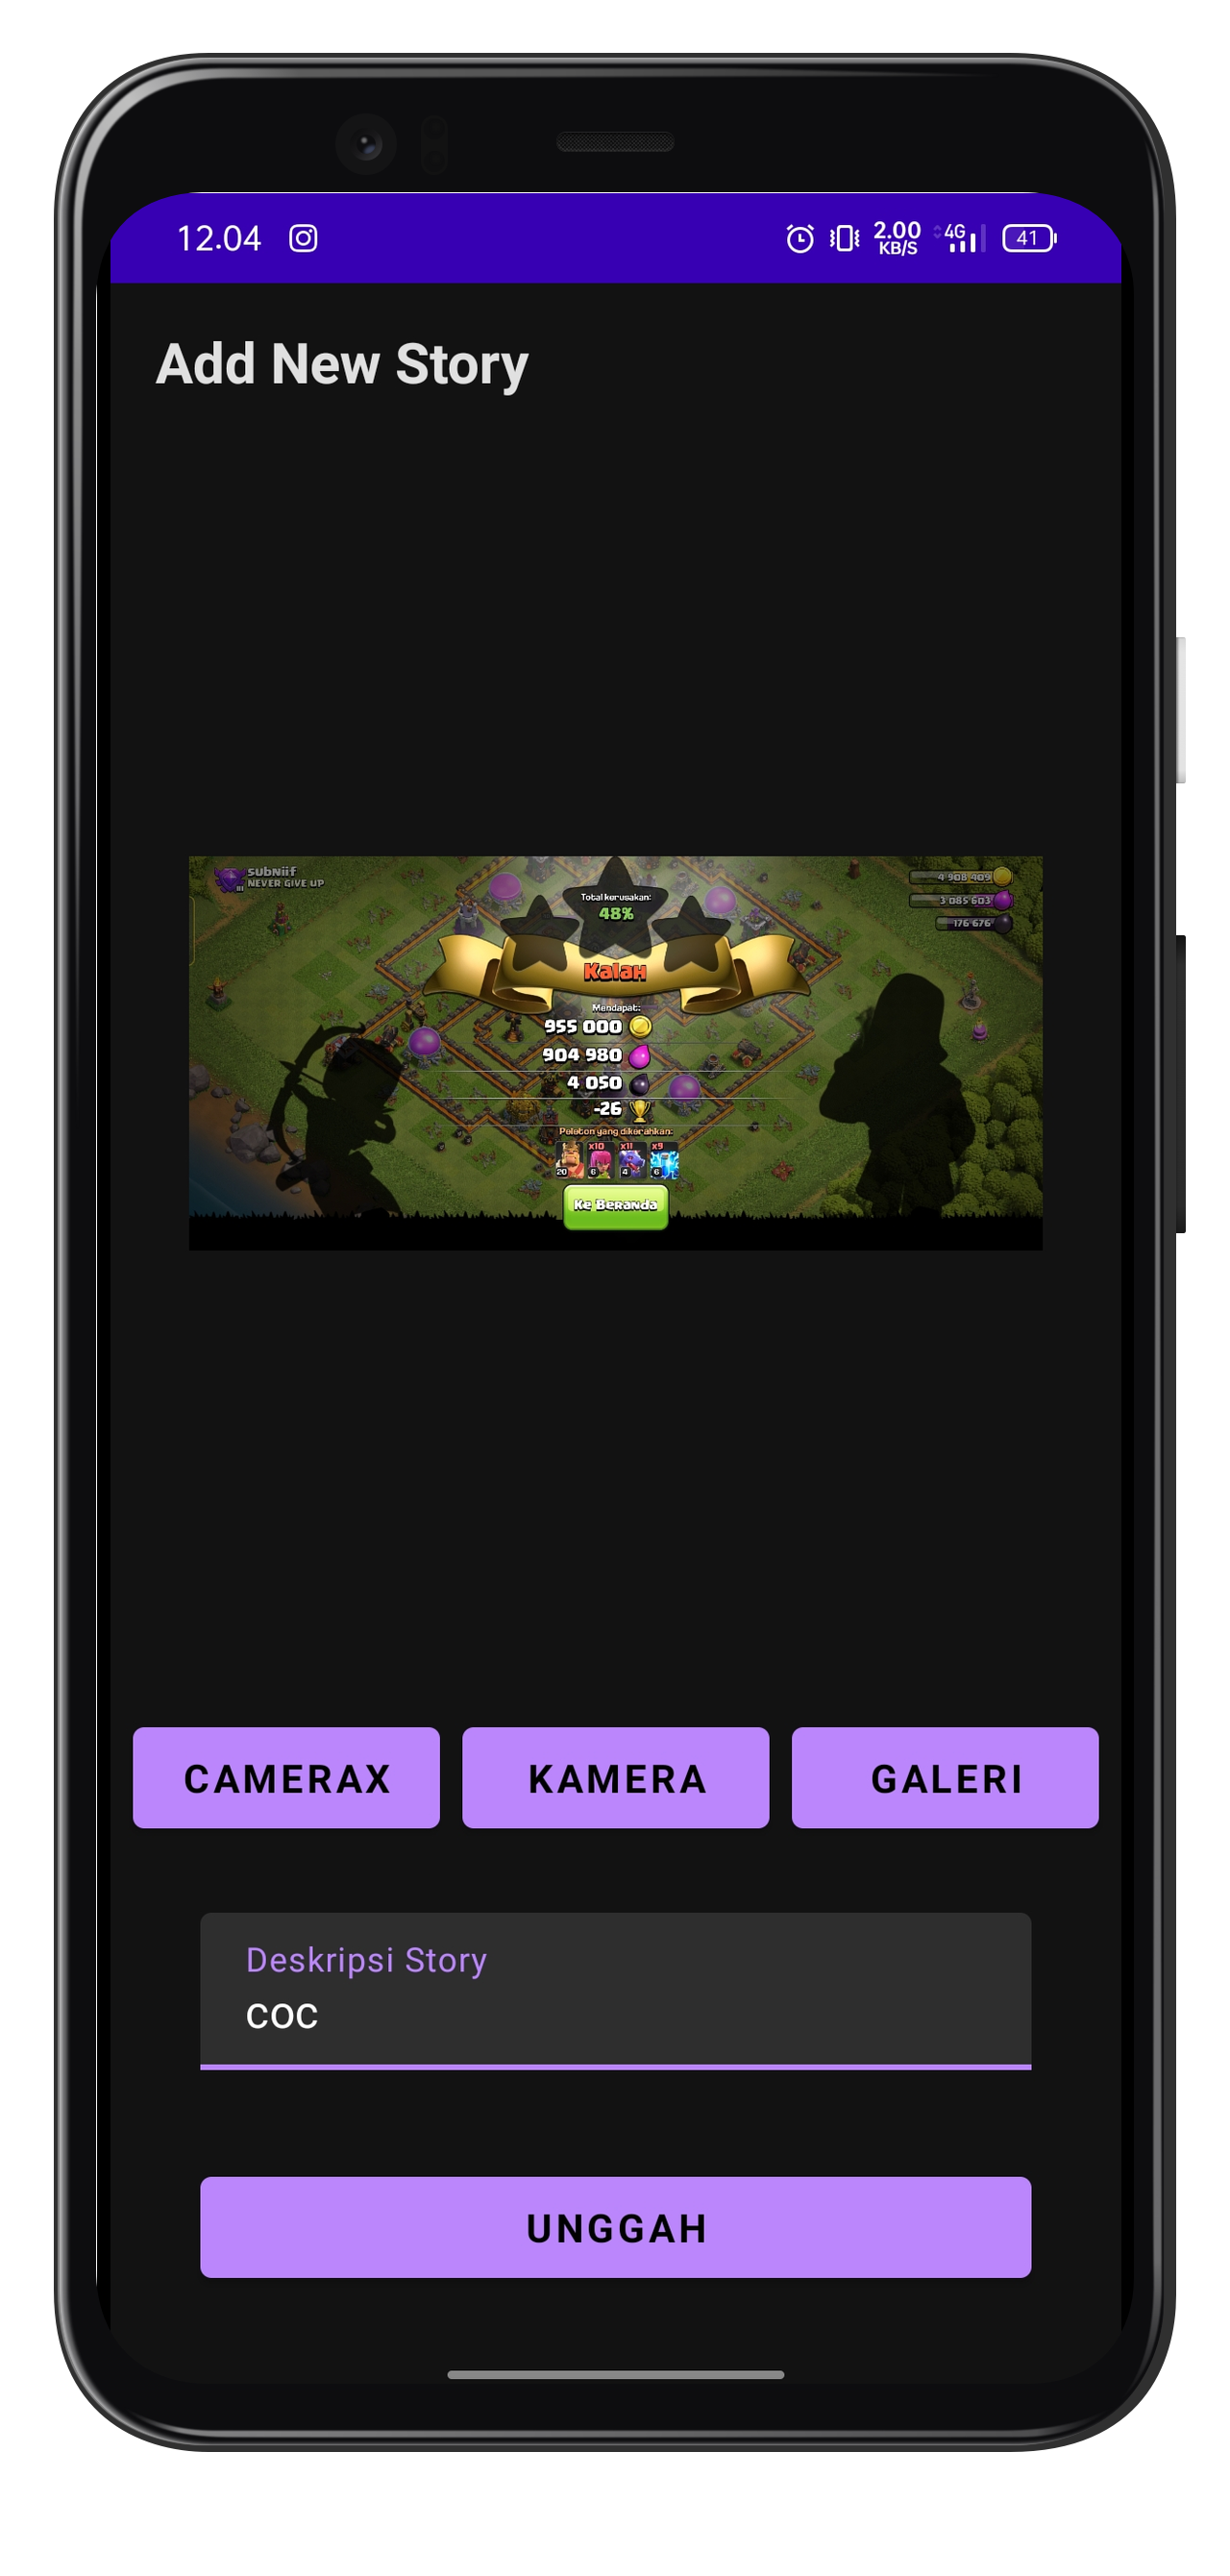 12.04
2.00
KB/S
4G
41
Add New Story
subniif
NEVER GIVE UP
Total kerusakan:
48%
4 908 409
3 085 603
176 676
Kalah
Mendapat:
955 000
904 980
4 050
-26
Peleton yang dikerahkan:
x10 x11 x9
20 6 4 6
Ke Beranda
CAMERAX
KAMERA
GALERI
Deskripsi Story
coc
UNGGAH